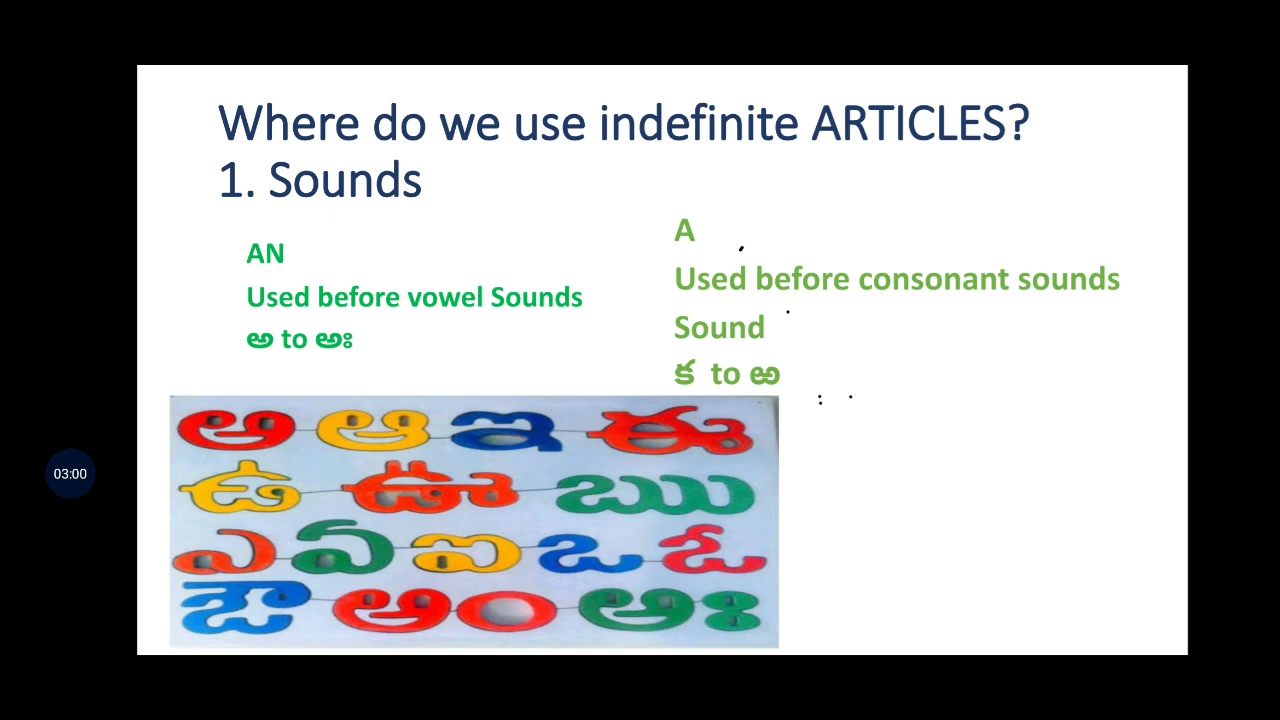 Where do we use indefinite ARTICLES?
1. Sounds
AN
Used before vowel Sounds
అ to అః
A
Used before consonant sounds
Sound
క to ఱ
03:00
అ ఆ ఇ ఈ
ఉ ఊ ఋ
ఎ ఏ ఐ ఒ ఓ
ఔ అం అః